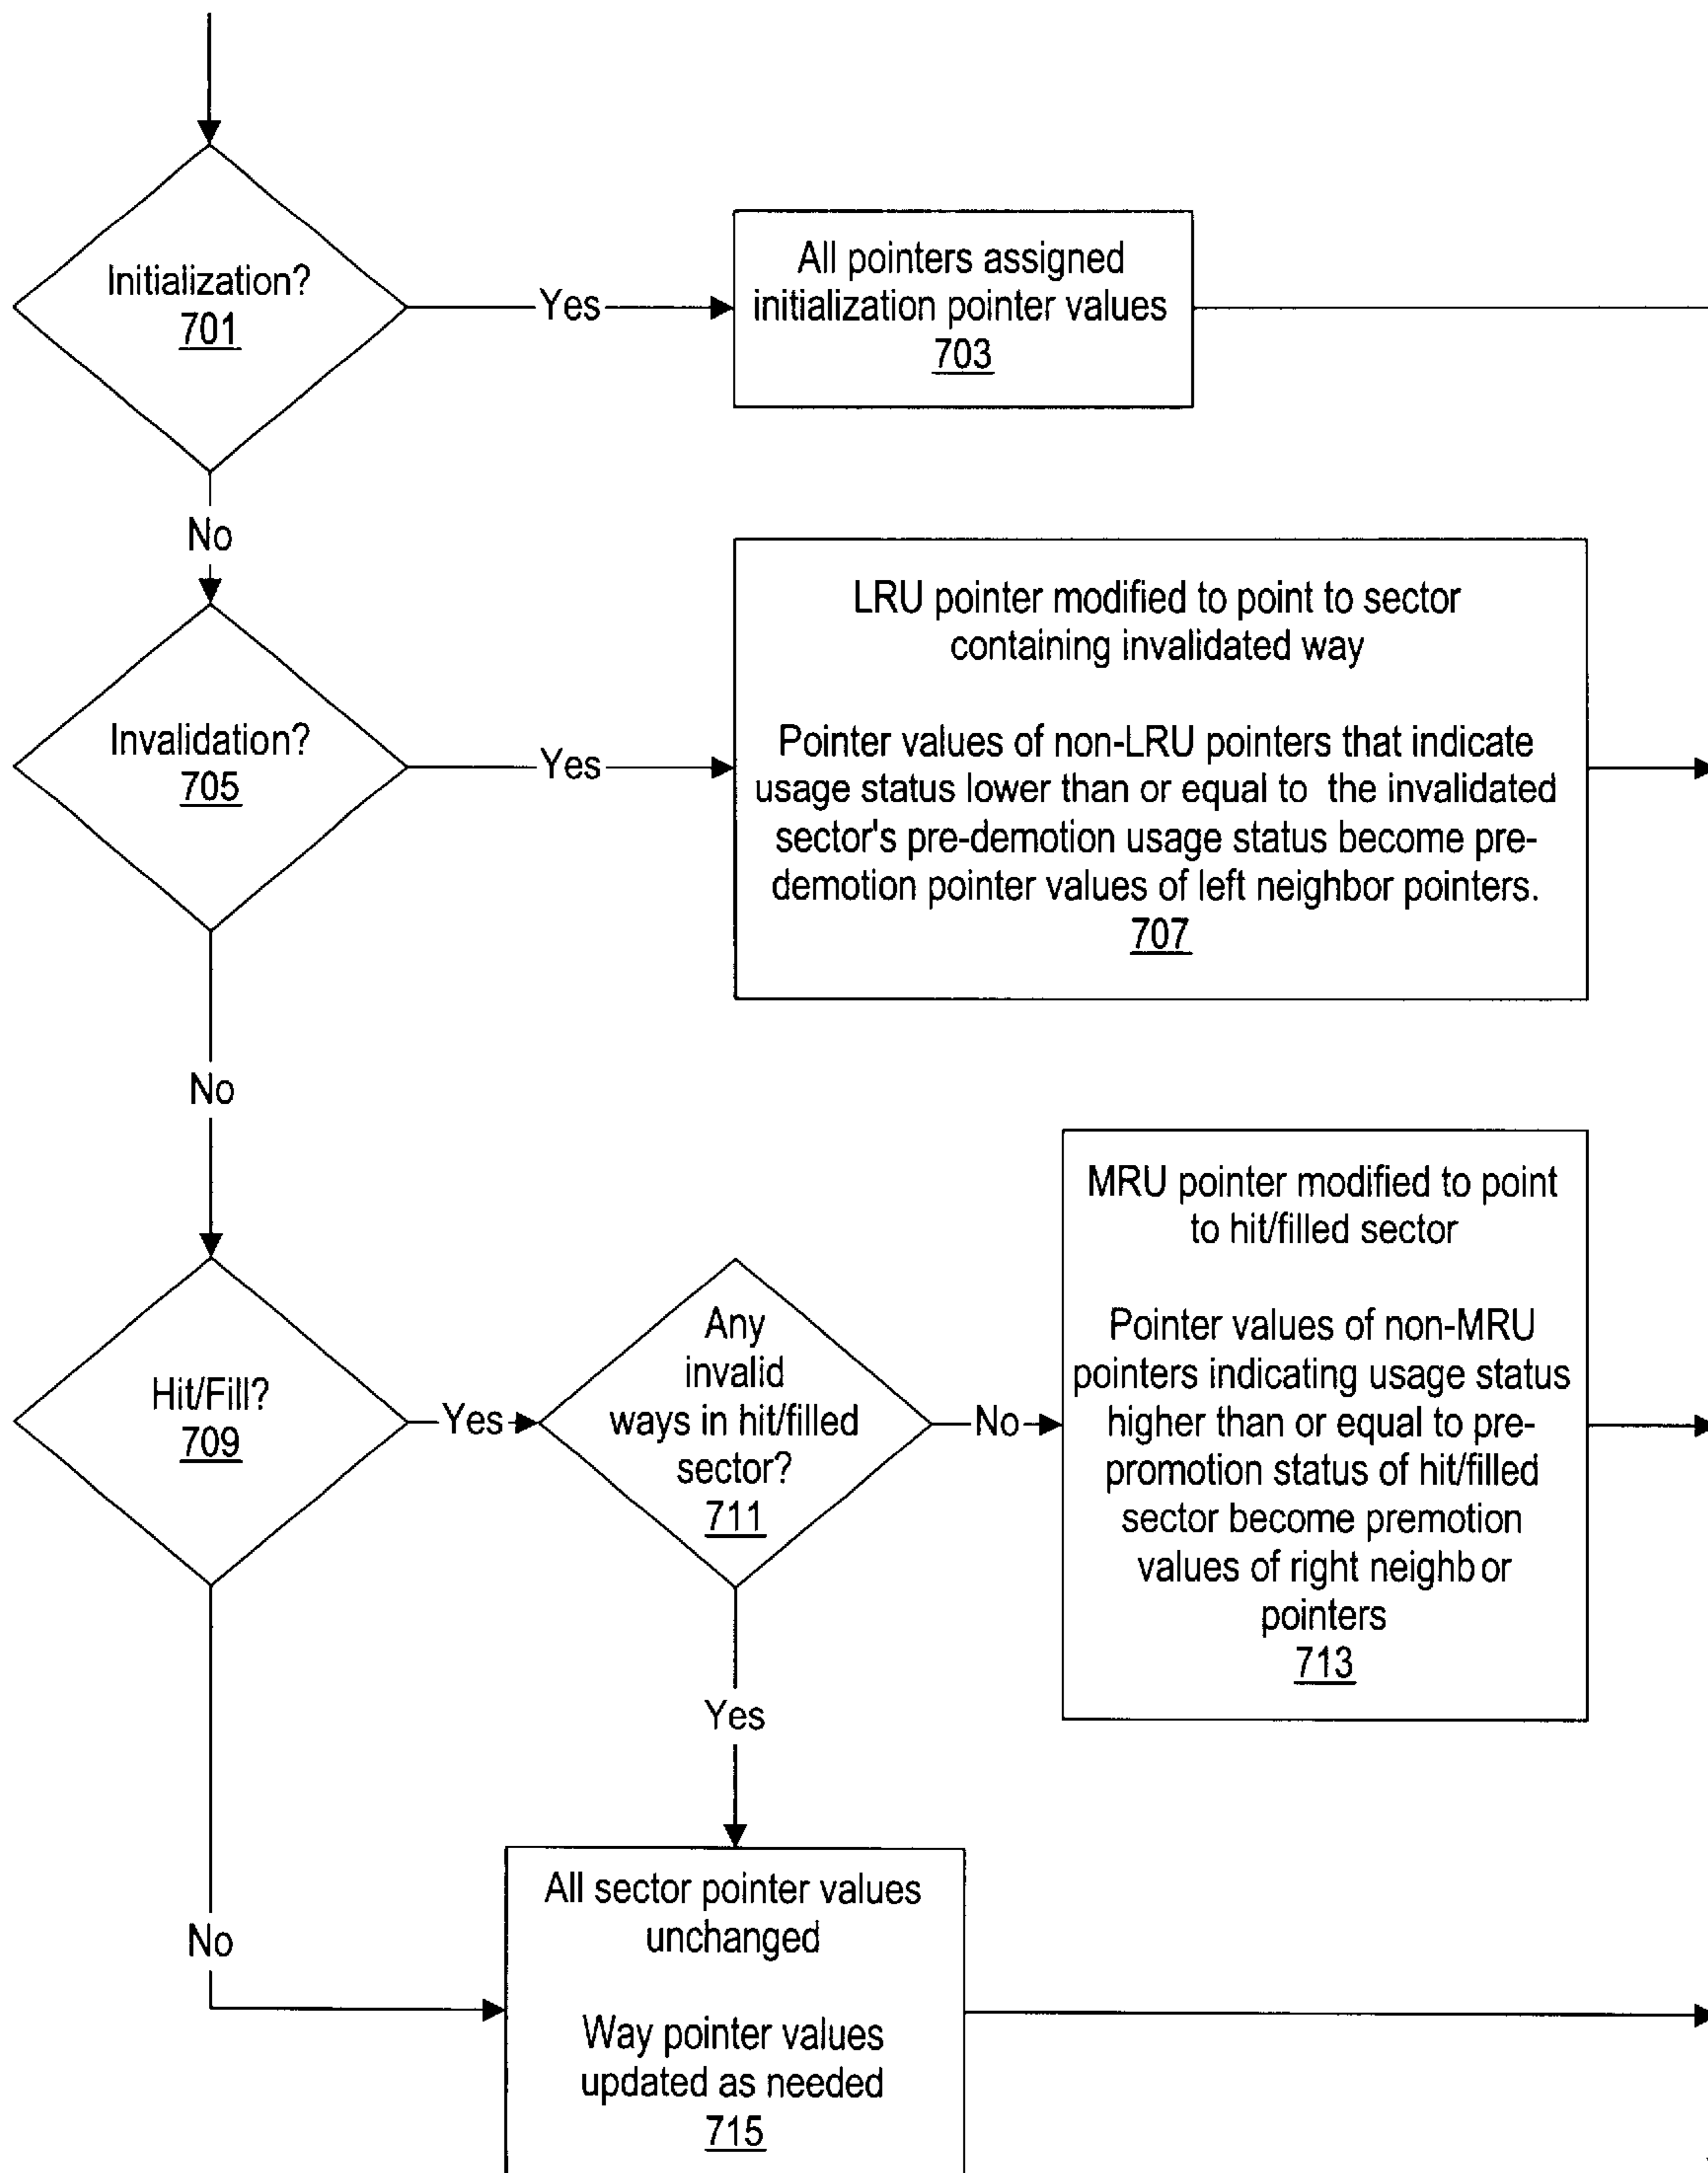 Initialization?
701
Yes
All pointers assigned
initialization pointer values
703
No
Invalidation?
705
Yes
LRU pointer modified to point to sector
containing invalidated way
Pointer values of non-LRU pointers that indicate
usage status lower than or equal to the invalidated
sector's pre-demotion usage status become pre-
demotion pointer values of left neighbor pointers.
707
No
Hit/Fill?
709
Yes
Any
invalid
ways in hit/filled
sector?
711
No
MRU pointer modified to point
to hit/filled sector
Pointer values of non-MRU
pointers indicating usage status
higher than or equal to pre-
promotion status of hit/filled
sector become premotion
values of right neighbor
pointers
713
Yes
No
All sector pointer values
unchanged
Way pointer values
updated as needed
715